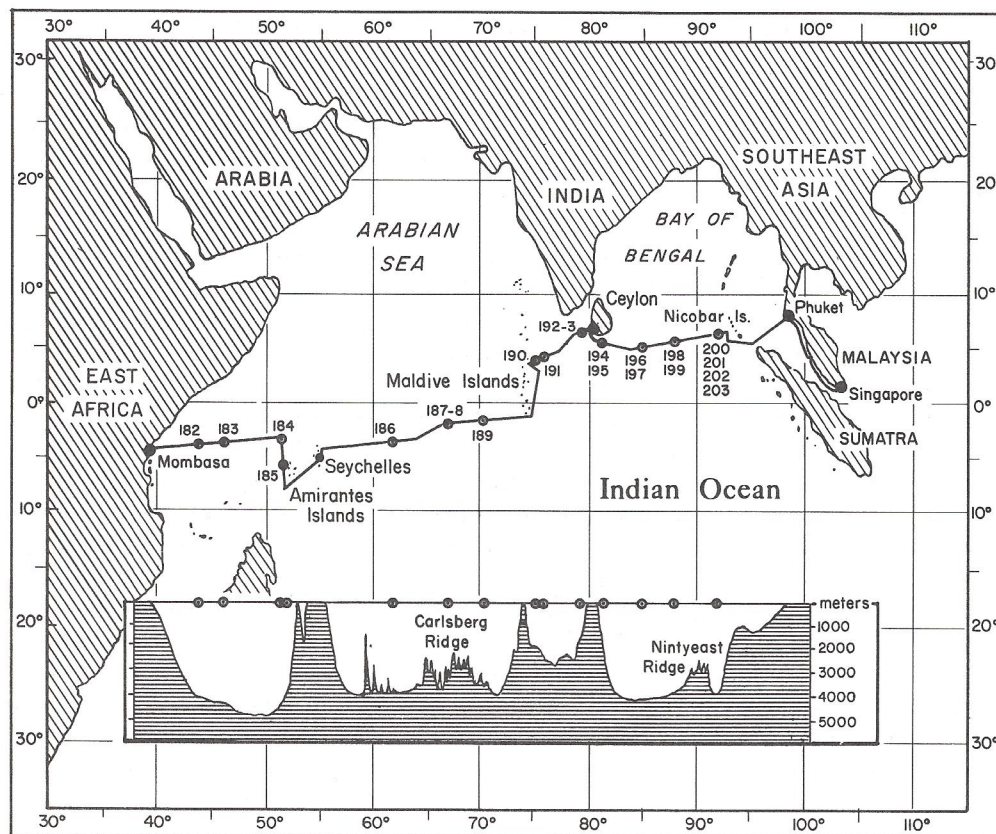 30° 40° 50° 60° 70° 80° 90° 100° 110°
30° 30°
SOUTHEAST
ASIA
ARABIA
INDIA
20° 20
ARABIAN
SEA
BAY OF
BENGAL
10° 10°
Ceylon
Nicobar Is.
Phuket
192-3
190
191
194
195
196
197
198
199
200
201
202
203
MALAYSIA
Singapore
Maldive Islands
EAST
AFRICA
187-8
0° 0°
182
183
184
186
189
SUMATRA
Mombasa
185
Seychelles
Amirantes
Islands
Indian Ocean
10° 10°
20° 20°
meters
Carlsberg
Ridge
Nintyeast
Ridge
1000
2000
3000
4000
5000
30° 30°
30° 40° 50° 60° 70° 80° 90° 100° 110°